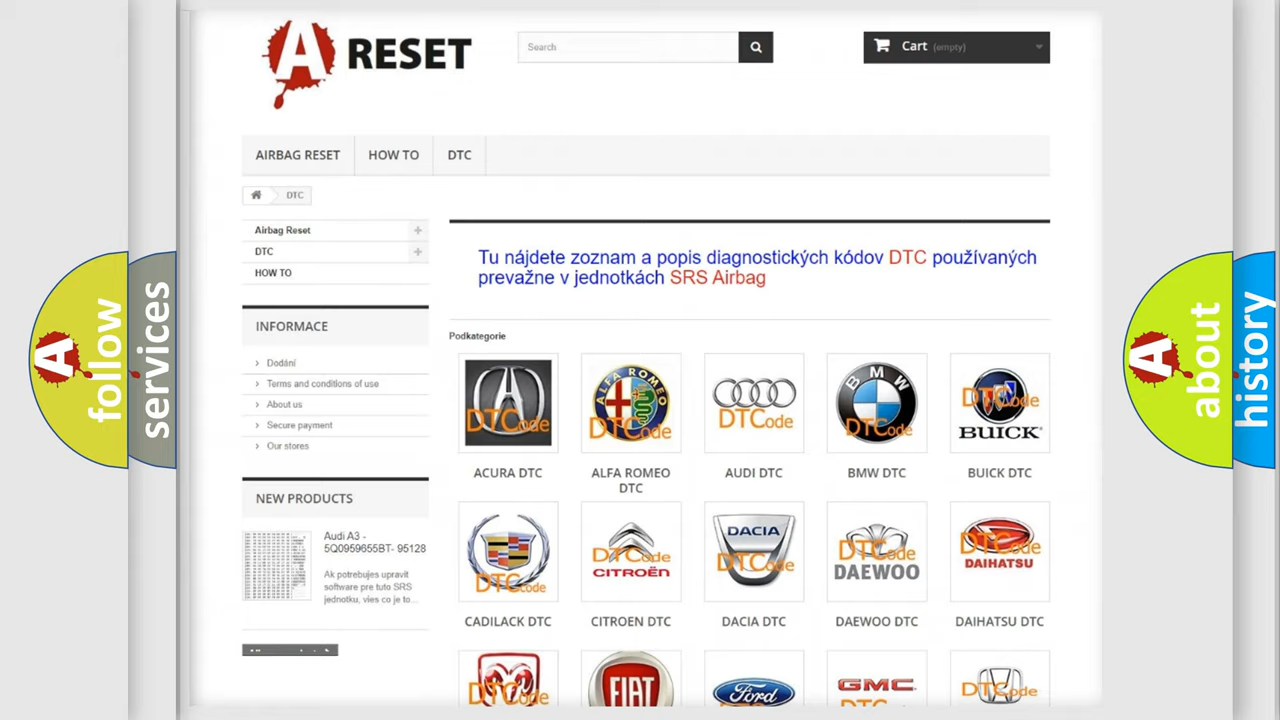 A RESET
Search
Cart (empty)
AIRBAG RESET
HOW TO
DTC
DTC
Airbag Reset
DTC
HOW TO
Tu nájdete zoznam a popis diagnostických kódov DTC používaných
prevažne v jednotkách SRS Airbag
INFORMACE
Dodání
Terms and conditions of use
About us
Secure payment
Our stores
Podkategorie
DTCode
ALFA ROMEO
DTCode
DTCode
BMW
DTCode
DTCode
BUICK
ACURA DTC
ALFA ROMEO
DTC
AUDI DTC
BMW DTC
BUICK DTC
NEW PRODUCTS
Audi A3 -
5Q0959655BT- 95128
Ak potrebujes upravit
software pre tuto SRS
jednotku, vies co je to...
DTCode
DTCode
CITROËN
DACIA
DTCode
DTCode
DAEWOO
DTCode
DAIHATSU
CADILACK DTC
CITROEN DTC
DACIA DTC
DAEWOO DTC
DAIHATSU DTC
DTCode
FIAT
Ford
GMC
DTCode
A follow
services
A about
history